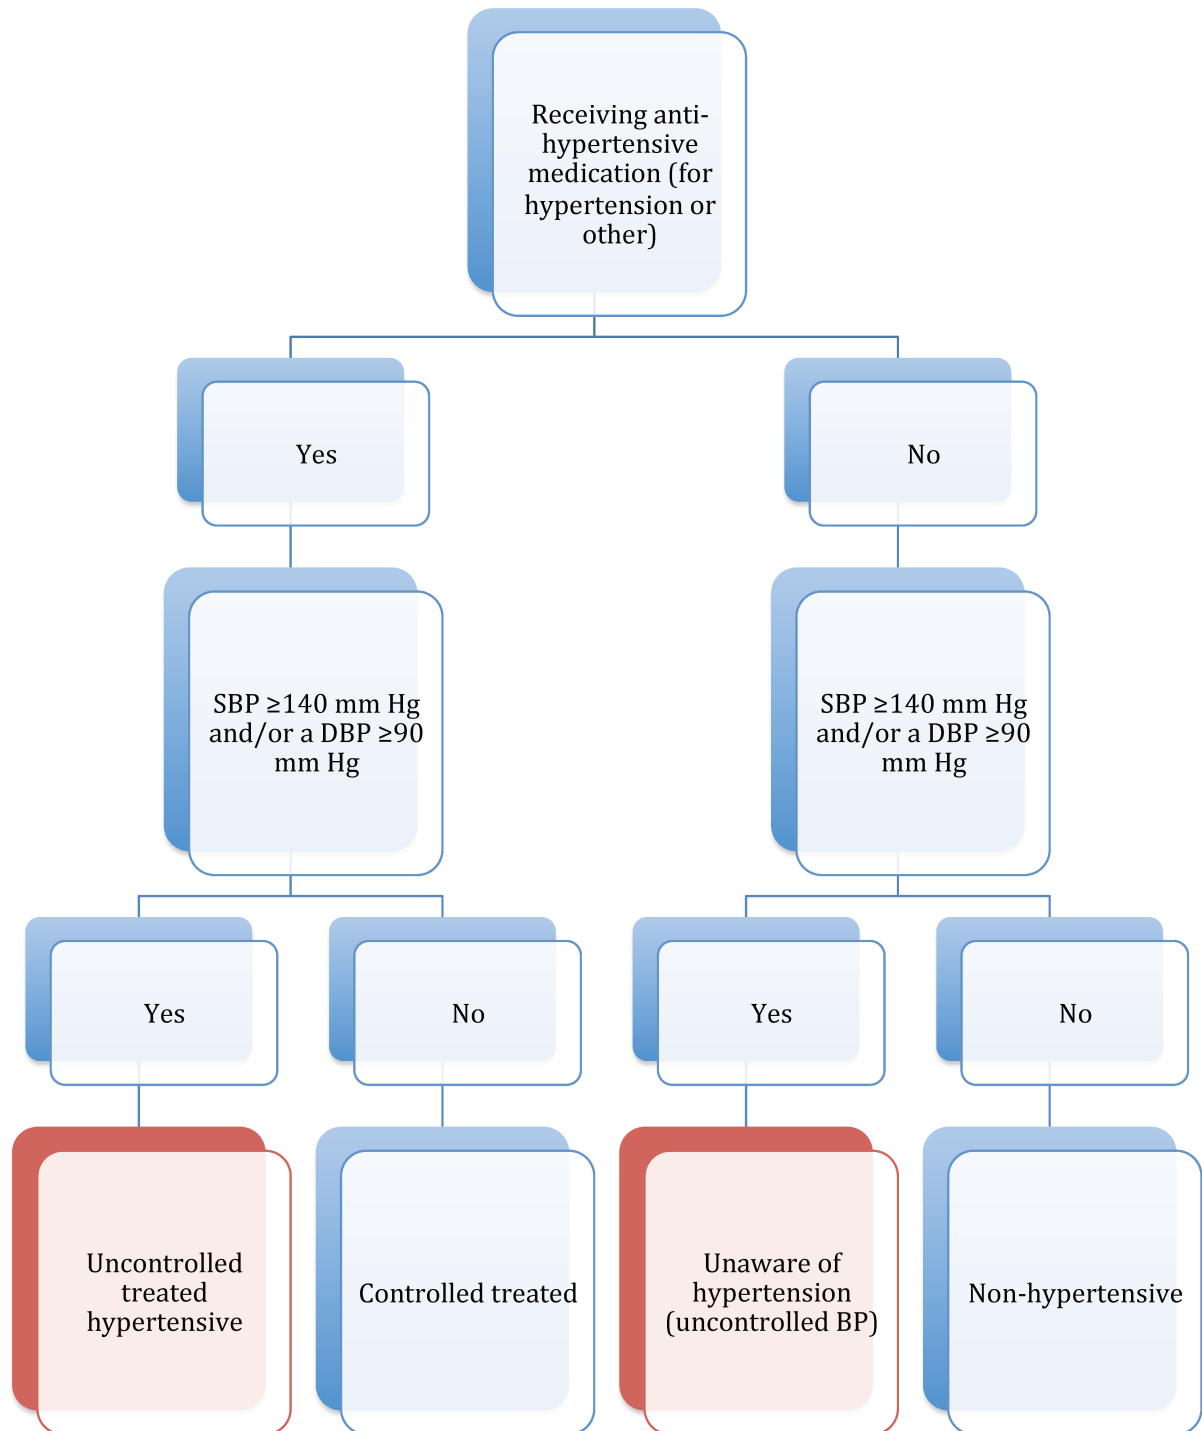 Receiving anti-
hypertensive
medication (for
hypertension or
other)
Yes
No
SBP ≥140 mm Hg
and/or a DBP ≥90
mm Hg
SBP ≥140 mm Hg
and/or a DBP ≥90
mm Hg
Yes
No
Yes
No
Uncontrolled
treated
hypertensive
Controlled treated
Unaware of
hypertension
(uncontrolled BP)
Non-hypertensive